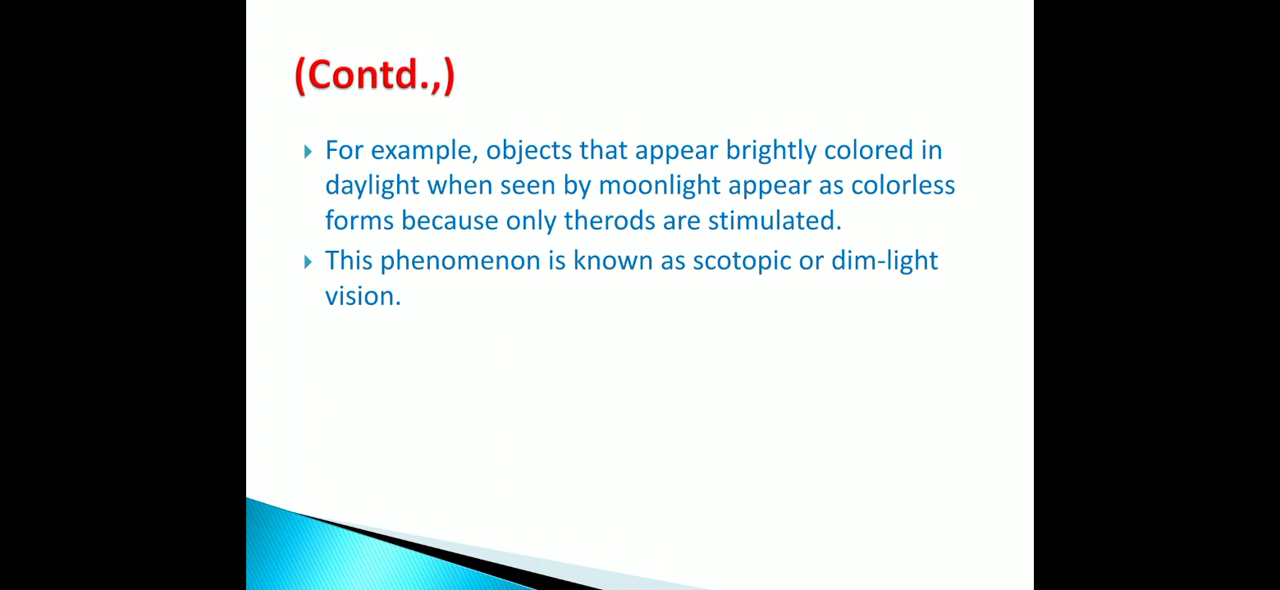 (Contd.,)
For example, objects that appear brightly colored in
daylight when seen by moonlight appear as colorless
forms because only therods are stimulated.
This phenomenon is known as scotopic or dim-light
vision.